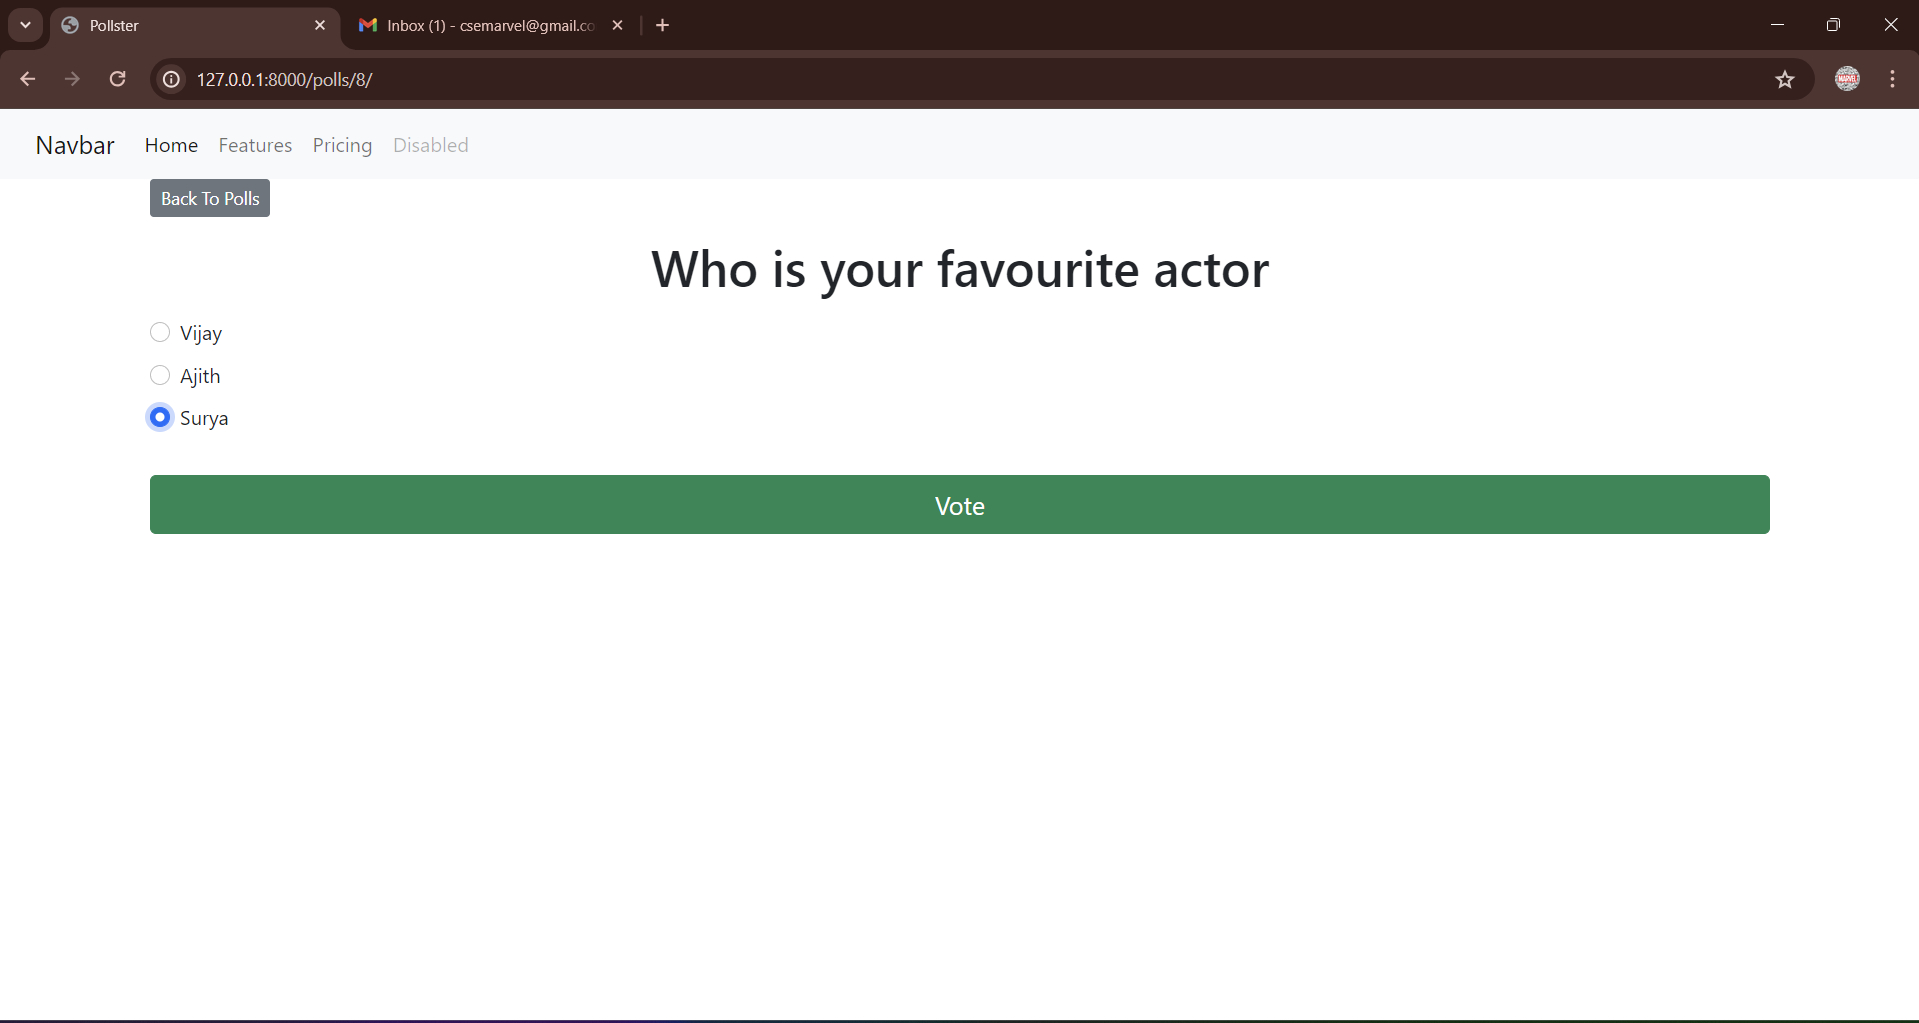 Pollster
Inbox (1) - csemarvel@gmail.co
127.0.0.1:8000/polls/8/
Navbar Home Features Pricing Disabled
Back To Polls
Who is your favourite actor
Vijay
Ajith
Surya
Vote